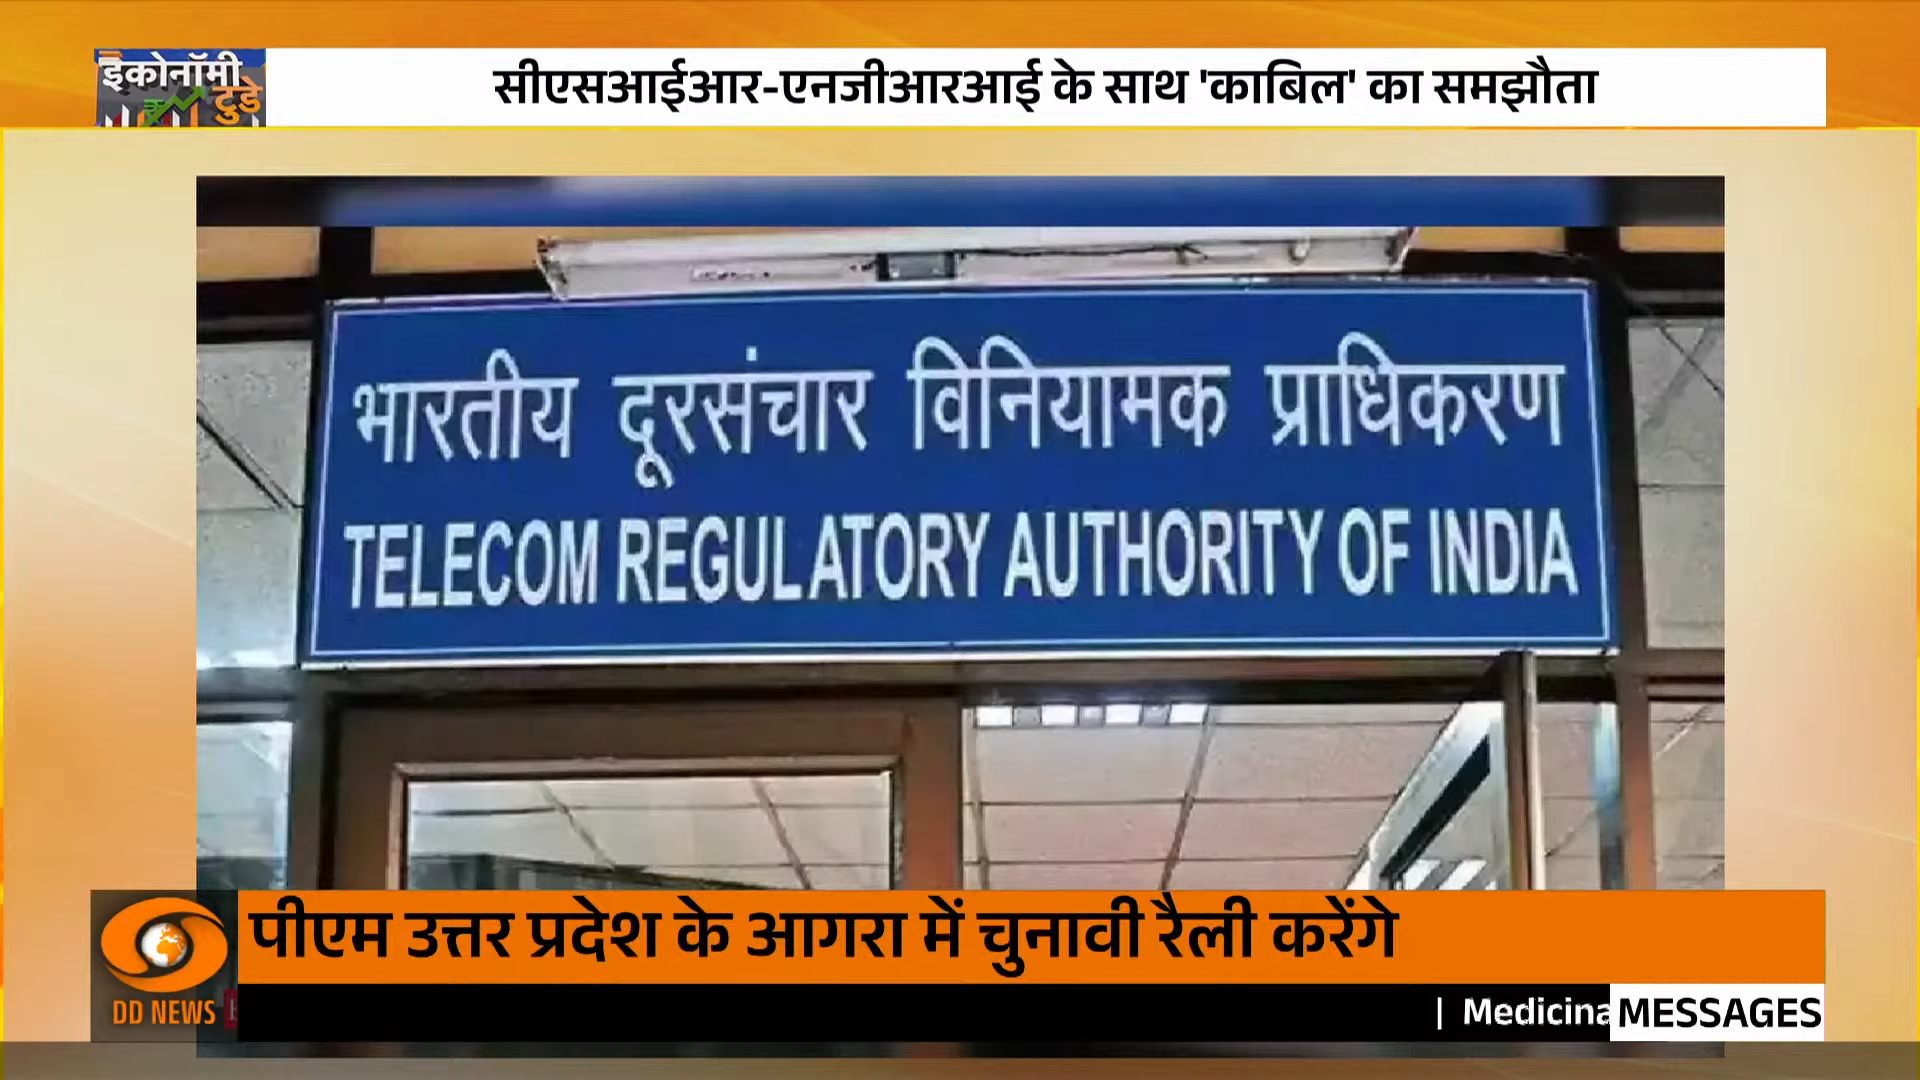 इकोनॉमी
टुडे
सीएसआईआर-एनजीआरआई के साथ 'काबिल' का समझौता
भारतीय दूरसंचार विनियामक प्राधिकरण
TELECOM REGULATORY AUTHORITY OF INDIA
पीएम उत्तर प्रदेश के आगरा में चुनावी रैली करेंगे
DD NEWS
| Medicina
MESSAGES